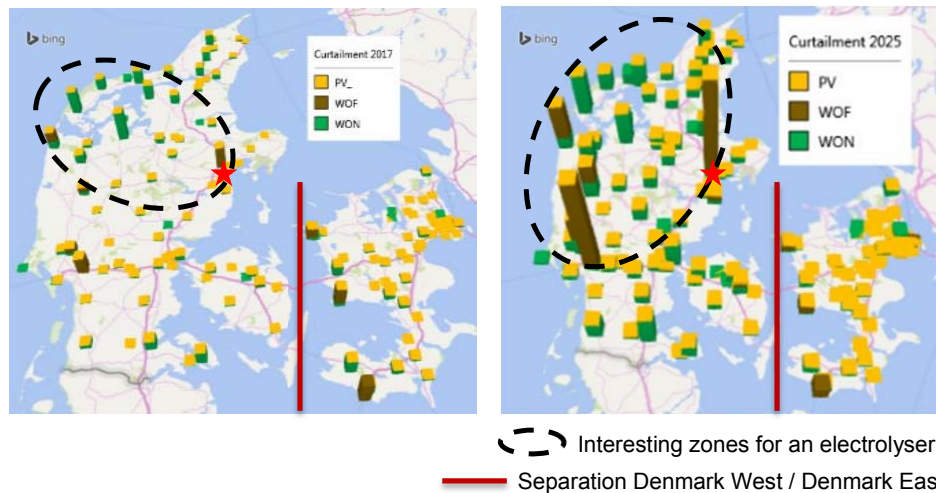 bing
Curtailment 2017
PV_
WOF
WON
bing
Curtailment 2025
PV
WOF
WON
Interesting zones for an electrolyser
Separation Denmark West / Denmark Eas